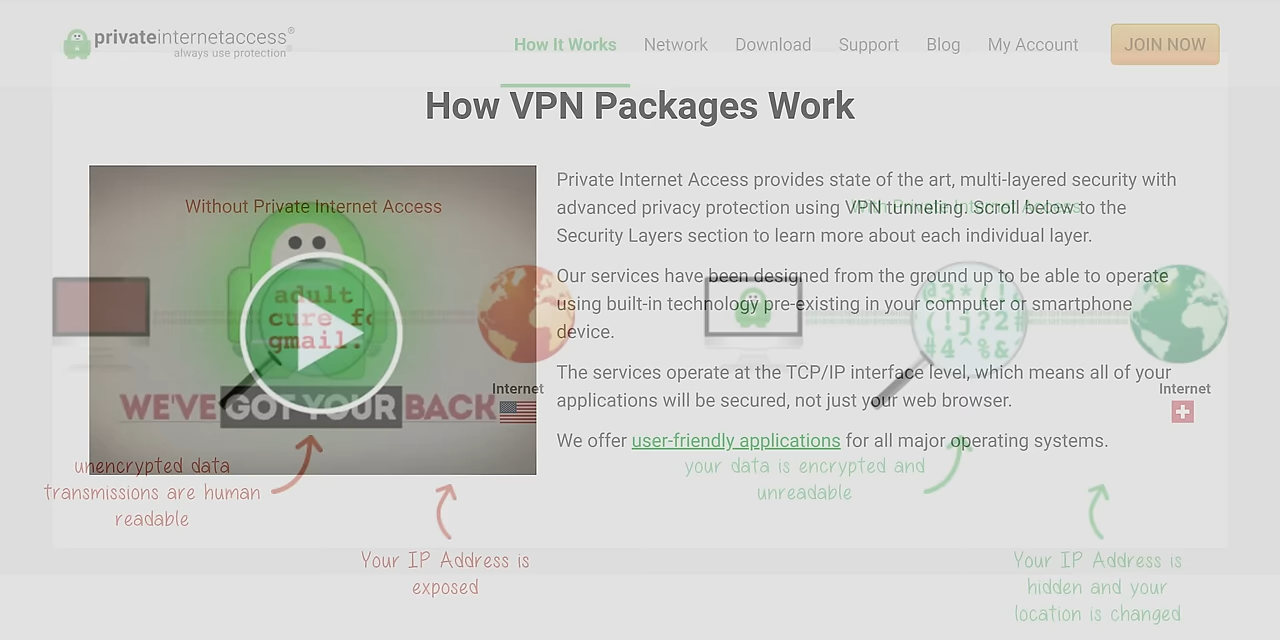 privateinternetaccess®
always use protection
How It Works
Network
Download
Support
Blog
My Account
JOIN NOW
How VPN Packages Work
Without Private Internet Access
adult
cure fo
gmail.
WE'VE GOT YOUR BACK
Internet
unencrypted data
transmissions are human
readable
Your IP Address is
exposed
Private Internet Access provides state of the art, multi-layered security with
advanced privacy protection using VPN tunneling. Scroll below to the
Security Layers section to learn more about each individual layer.
Our services have been designed from the ground up to be able to operate
using built-in technology pre-existing in your computer or smartphone
device.
The services operate at the TCP/IP interface level, which means all of your
applications will be secured, not just your web browser.
We offer user-friendly applications for all major operating systems.
With Private Internet Access
@3*(!
(!j?2+
#4^%&
Internet
your data is encrypted and
unreadable
Your IP Address is
hidden and your
location is changed